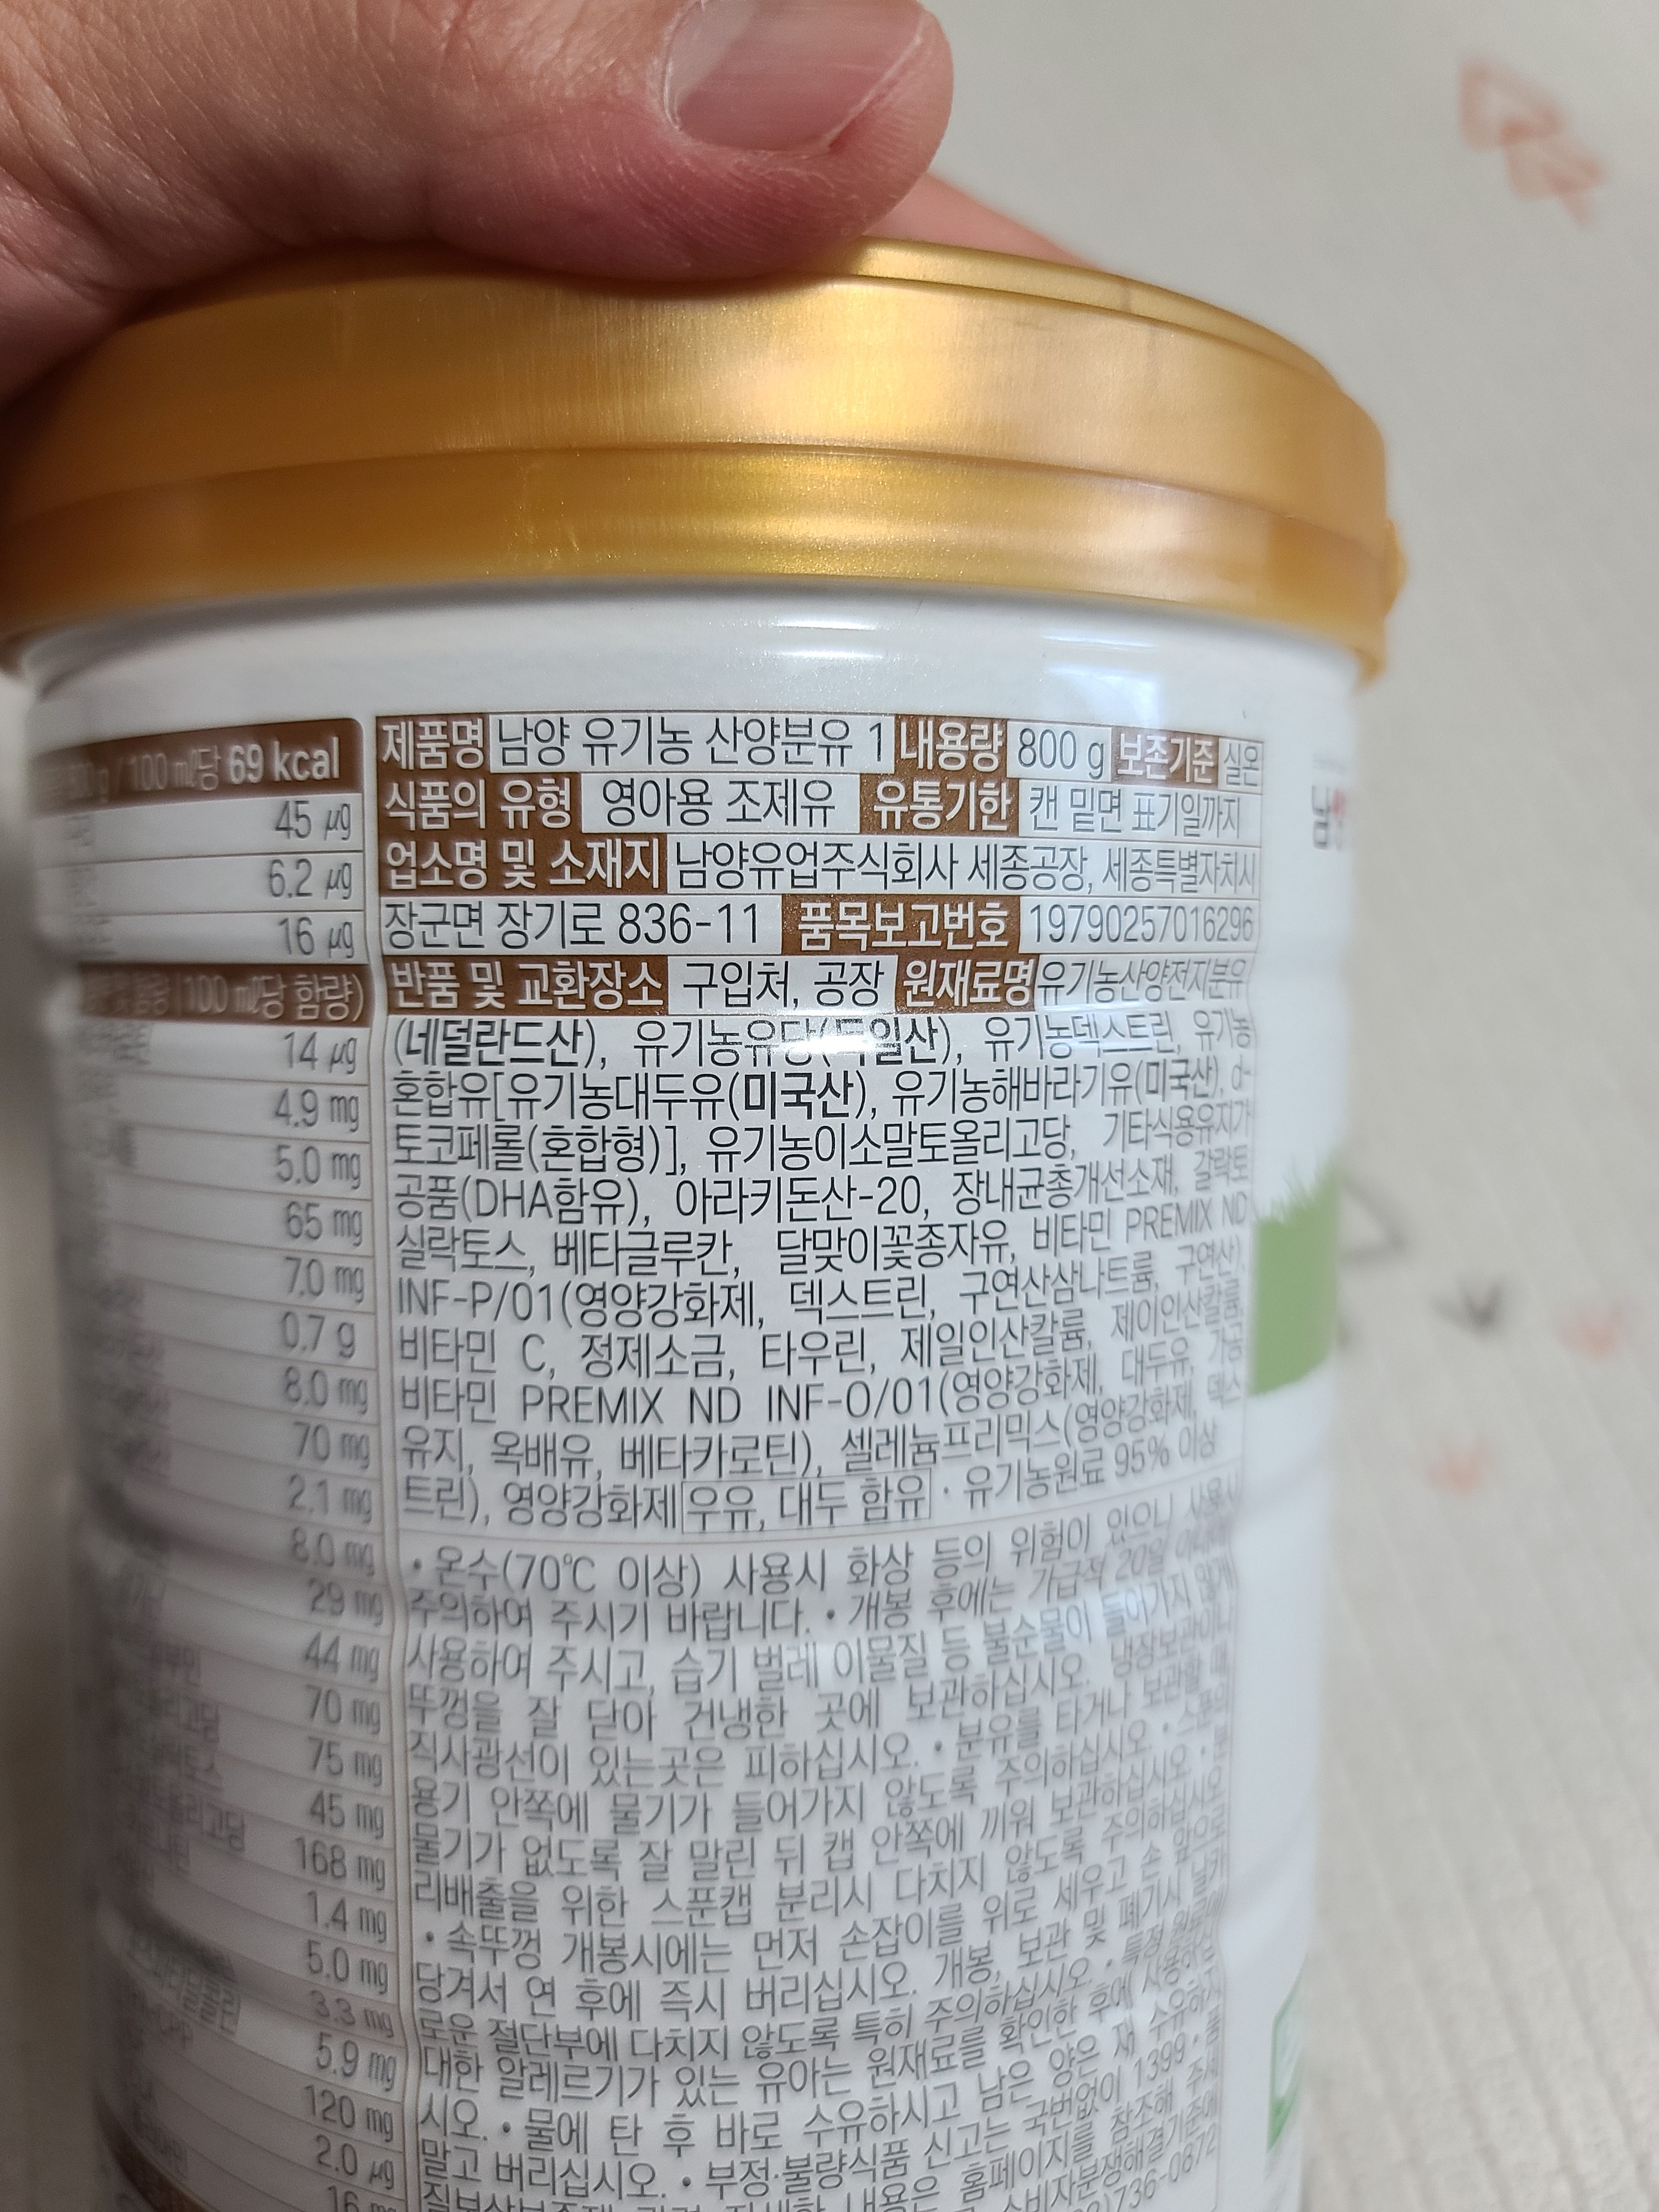 100 ㎖당 69 kcal
45 ㎍
6.2 ㎍
16 ㎍
100 ㎖당 함량)
14 ㎍
4.9 ㎎
5.0 ㎎
65 ㎎
7.0 ㎎
0.7 g
8.0 ㎎
70 ㎎
2.1 ㎎
8.0 ㎎
29 ㎎
44 ㎎
70 ㎎
75 ㎎
45 ㎎
168 ㎎
1.4 ㎎
5.0 ㎎
3.3 ㎎
5.9 ㎎
120 ㎎
2.0 ㎍
16
제품명 남양 유기농 산양분유 1 내용량 800 g 보존기준 실온
식품의 유형 영아용 조제유 유통기한 캔 밑면 표기일까지
업소명 및 소재지 남양유업주식회사 세종공장, 세종특별자치시
장군면 장기로 836-11 품목보고번호 19790257016296
반품 및 교환장소 구입처, 공장 원재료명 유기농산양전지분유
(네덜란드산), 유기농유당(독일산), 유기농덱스트린, 유기농
혼합유[유기농대두유(미국산), 유기농해바라기유(미국산), d-
토코페롤(혼합형)], 유기농이소말토올리고당, 기타식용유지가
공품(DHA함유), 아라키돈산-20, 장내균총개선소재, 갈락토
실락토스, 베타글루칸, 달맞이꽃종자유, 비타민 PREMIX ND
INF-P/01(영양강화제, 덱스트린, 구연산삼나트륨, 구연산),
비타민 C, 정제소금, 타우린, 제일인산칼륨, 제이인산칼륨,
비타민 PREMIX ND INF-O/01(영양강화제, 대두유, 가공
유지, 옥배유, 베타카로틴), 셀레늄프리믹스(영양강화제, 덱스
트린), 영양강화제 우유, 대두 함유 · 유기농원료 95% 이상
• 온수(70℃ 이상) 사용시 화상 등의 위험이 있으니 사용시
주의하여 주시기 바랍니다. • 개봉 후에는 가급적 20일 이내에
사용하여 주시고, 습기 벌레 이물질 등 불순물이 들어가지 않게
뚜껑을 잘 닫아 건냉한 곳에 보관하십시오. 냉장보관이나
직사광선이 있는곳은 피하십시오. • 분유를 타거나 보관할 때
용기 안쪽에 물기가 들어가지 않도록 주의하십시오. • 스푼의
물기가 없도록 잘 말린 뒤 캡 안쪽에 끼워 보관하십시오. • 분
리배출을 위한 스푼캡 분리시 다치지 않도록 주의하십시오.
• 속뚜껑 개봉시에는 먼저 손잡이를 위로 세우고 손 앞으로
당겨서 연 후에 즉시 버리십시오. 개봉, 보관 및 폐기시 날카
로운 절단부에 다치지 않도록 특히 주의하십시오. • 특정 원료에
대한 알레르기가 있는 유아는 원재료를 확인한 후에 사용하십
시오. • 물에 탄 후 바로 수유하시고 남은 양은 재 수유하지
말고 버리십시오. • 부정·불량식품 신고는 국번없이 1399 •
내용은 홈페이지를 참조해 주세
소비자분쟁해결기준에
736-0872